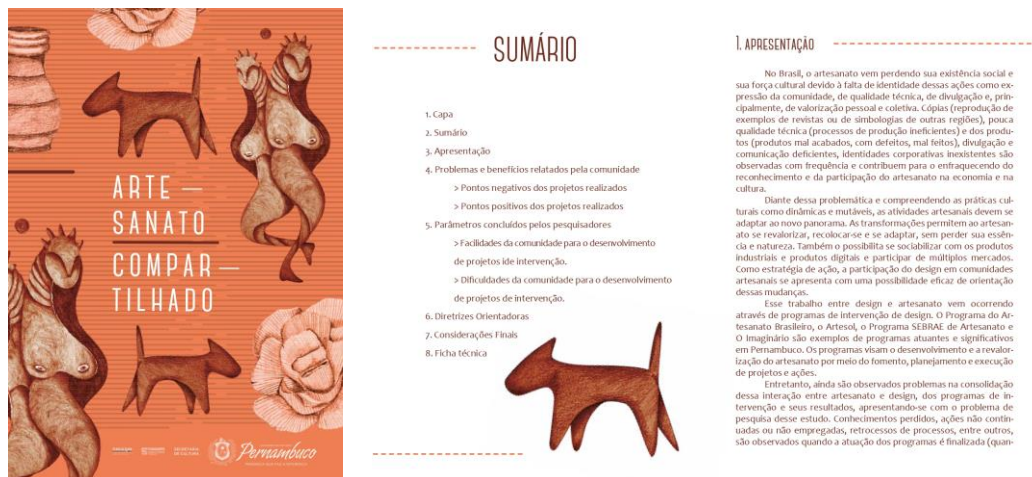 ARTE —
SANATO
COMPAR —
TILHADO
SECRETARIA
DE CULTURA
Pernambuco
SUMÁRIO
1. Capa
2. Sumário
3. Apresentação
4. Problemas e benefícios relatados pela comunidade
> Pontos negativos dos projetos realizados
> Pontos positivos dos projetos realizados
5. Parâmetros concluídos pelos pesquisadores
> Facilidades da comunidade para o desenvolvimento
de projetos ide intervenção.
> Dificuldades da comunidade para o desenvolvimento
de projetos de intervenção.
6. Diretrizes Orientadoras
7. Considerações Finais
8. Ficha técnica
1. APRESENTAÇÃO
No Brasil, o artesanato vem perdendo sua existência social e
sua força cultural devido à falta de identidade dessas ações como ex-
pressão da comunidade, de qualidade técnica, de divulgação e, prin-
cipalmente, de valorização pessoal e coletiva. Cópias (reprodução de
exemplos de revistas ou de simbologias de outras regiões), pouca
qualidade técnica (processos de produção ineficientes) e dos produ-
tos (produtos mal acabados, com defeitos, mal feitos), divulgação e
comunicação deficientes, identidades corporativas inexistentes são
observadas com frequência e contribuem para o enfraquecendo do
reconhecimento e da participação do artesanato na economia e na
cultura.
Diante dessa problemática e compreendendo as práticas cul-
turais como dinâmicas e mutáveis, as atividades artesanais devem se
adaptar ao novo panorama. As transformações permitem ao artesan-
ato se revalorizar, recolocar-se e se adaptar, sem perder sua essên-
cia e natureza. Também o possibilita se sociabilizar com os produtos
industriais e produtos digitais e participar de múltiplos mercados.
Como estratégia de ação, a participação do design em comunidades
artesanais se apresenta com uma possibilidade eficaz de orientação
dessas mudanças.
Esse trabalho entre design e artesanato vem ocorrendo
através de programas de intervenção de design. O Programa do Ar-
tesanato Brasileiro, o Artesol, o Programa SEBRAE de Artesanato e
O Imaginário são exemplos de programas atuantes e significativos
em Pernambuco. Os programas visam o desenvolvimento e a revalor-
ização do artesanato por meio do fomento, planejamento e execução
de projetos e ações.
Entretanto, ainda são observados problemas na consolidação
dessa interação entre artesanato e design, dos programas de in-
tervenção e seus resultados, apresentando-se com o problema de
pesquisa desse estudo. Conhecimentos perdidos, ações não contin-
uadas ou não empregadas, retrocessos de processos, entre outros,
são observados quando a atuação dos programas é finalizada (quan-